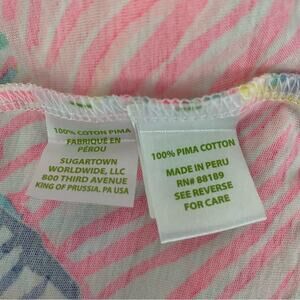 100% COTON PIMA
FABRIQUÉ EN
PÉROU
SUGARTOWN
WORLDWIDE, LLC
800 THIRD AVENUE
KING OF PRUSSIA, PA USA
100% PIMA COTTON
MADE IN PERU
RN# 88189
SEE REVERSE
FOR CARE